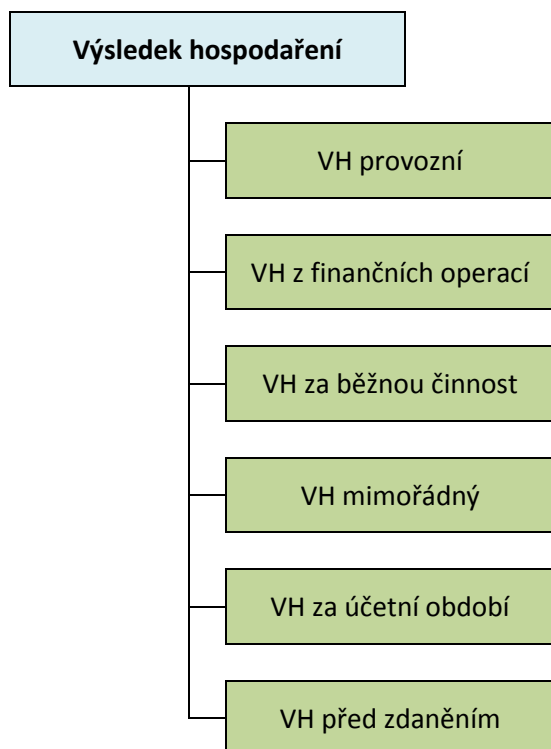 Výsledek hospodaření
VH provozní
VH z finančních operací
VH za běžnou činnost
VH mimořádný
VH za účetní období
VH před zdaněním